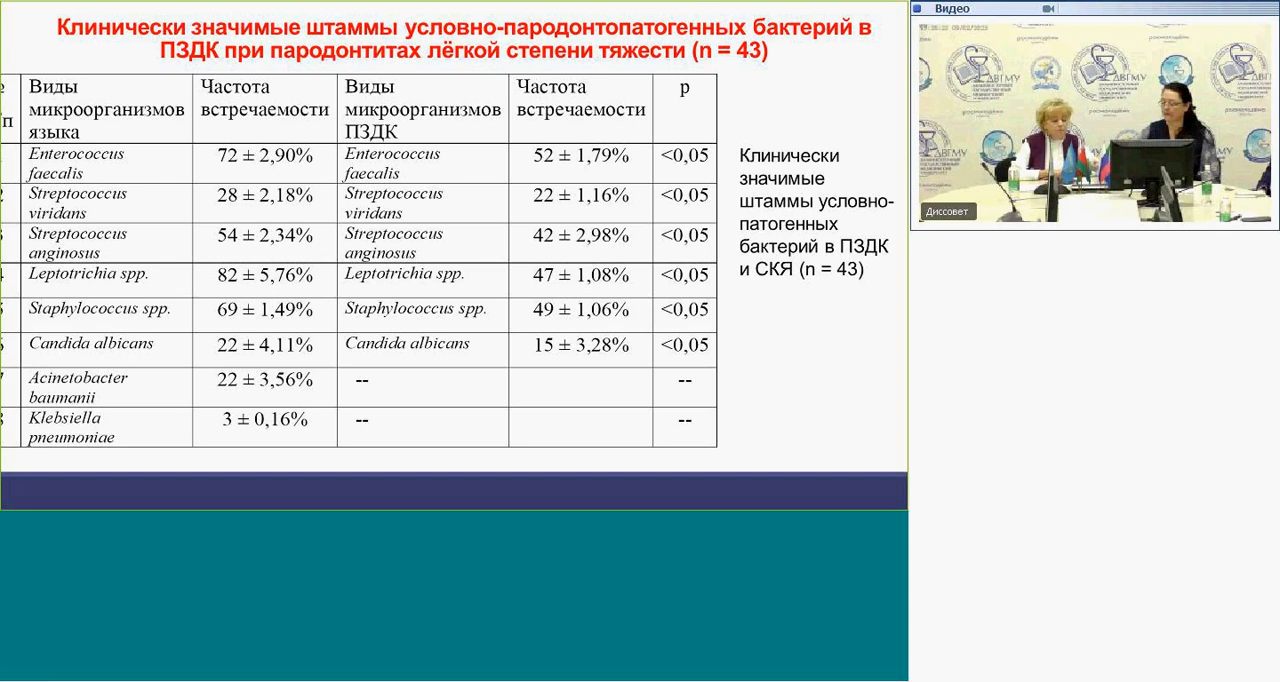 Клинически значимые штаммы условно-пародонтопатогенных бактерий в
ПЗДК при пародонтитах лёгкой степени тяжести (n = 43)
Виды микроорганизмов языка Частота встречаемости Виды микроорганизмов ПЗДК Частота встречаемости p
Enterococcus faecalis 72 ± 2,90% Enterococcus faecalis 52 ± 1,79% <0,05
Streptococcus viridans 28 ± 2,18% Streptococcus viridans 22 ± 1,16% <0,05
Streptococcus anginosus 54 ± 2,34% Streptococcus anginosus 42 ± 2,98% <0,05
Leptotrichia spp. 82 ± 5,76% Leptotrichia spp. 47 ± 1,08% <0,05
Staphylococcus spp. 69 ± 1,49% Staphylococcus spp. 49 ± 1,06% <0,05
Candida albicans 22 ± 4,11% Candida albicans 15 ± 3,28% <0,05
Acinetobacter baumanii 22 ± 3,56% -- --
Klebsiella pneumoniae 3 ± 0,16% -- --
Клинически
значимые
штаммы условно-
патогенных
бактерий в ПЗДК
и СКЯ (n = 43)
Видео
ДВГМУ
ДВГМУ
ДВГМУ
Диссовет